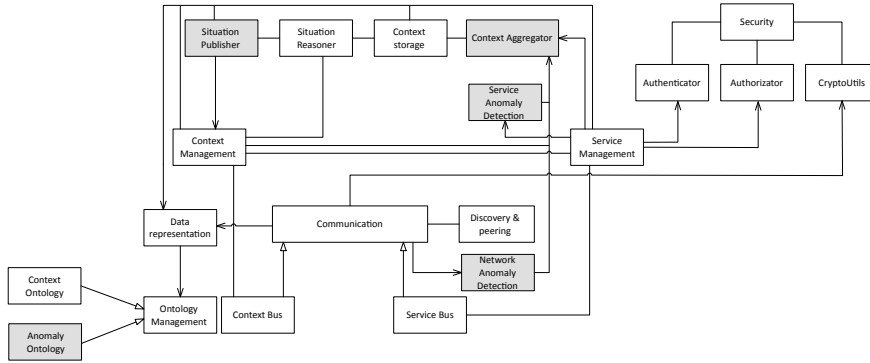 Situation
Publisher
Situation
Reasoner
Context
storage
Context Aggregator
Security
Service
Anomaly
Detection
Authenticator
Authorizator
CryptoUtils
Context
Management
Service
Management
Data
representation
Communication
Discovery &
peering
Network
Anomaly
Detection
Context
Ontology
Ontology
Management
Context Bus
Service Bus
Anomaly
Ontology